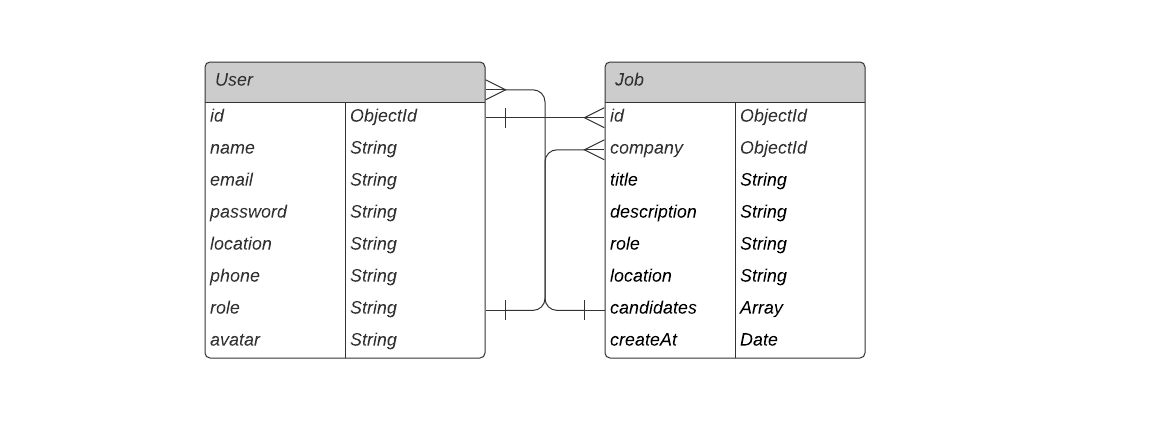 User
id ObjectId
name String
email String
password String
location String
phone String
role String
avatar String
Job
id ObjectId
company ObjectId
title String
description String
role String
location String
candidates Array
createAt Date